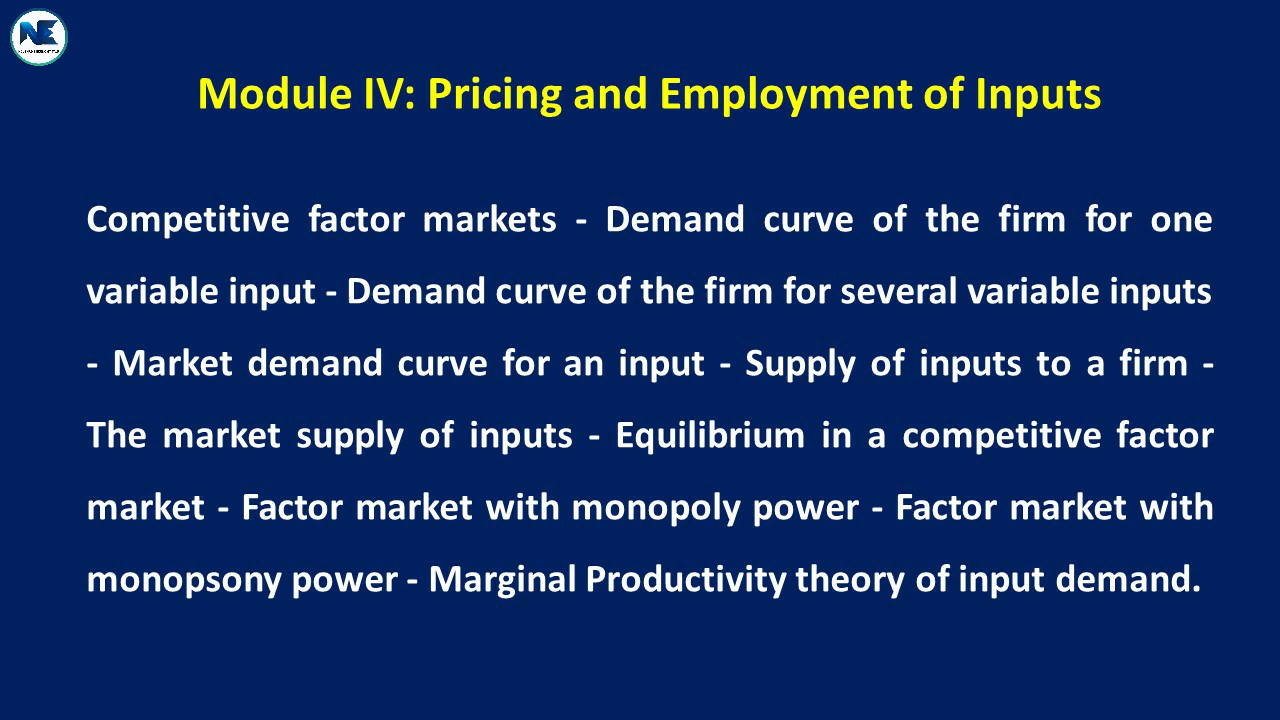 NE
Module IV: Pricing and Employment of Inputs
Competitive factor markets - Demand curve of the firm for one
variable input - Demand curve of the firm for several variable inputs
- Market demand curve for an input - Supply of inputs to a firm -
The market supply of inputs - Equilibrium in a competitive factor
market - Factor market with monopoly power - Factor market with
monopsony power - Marginal Productivity theory of input demand.